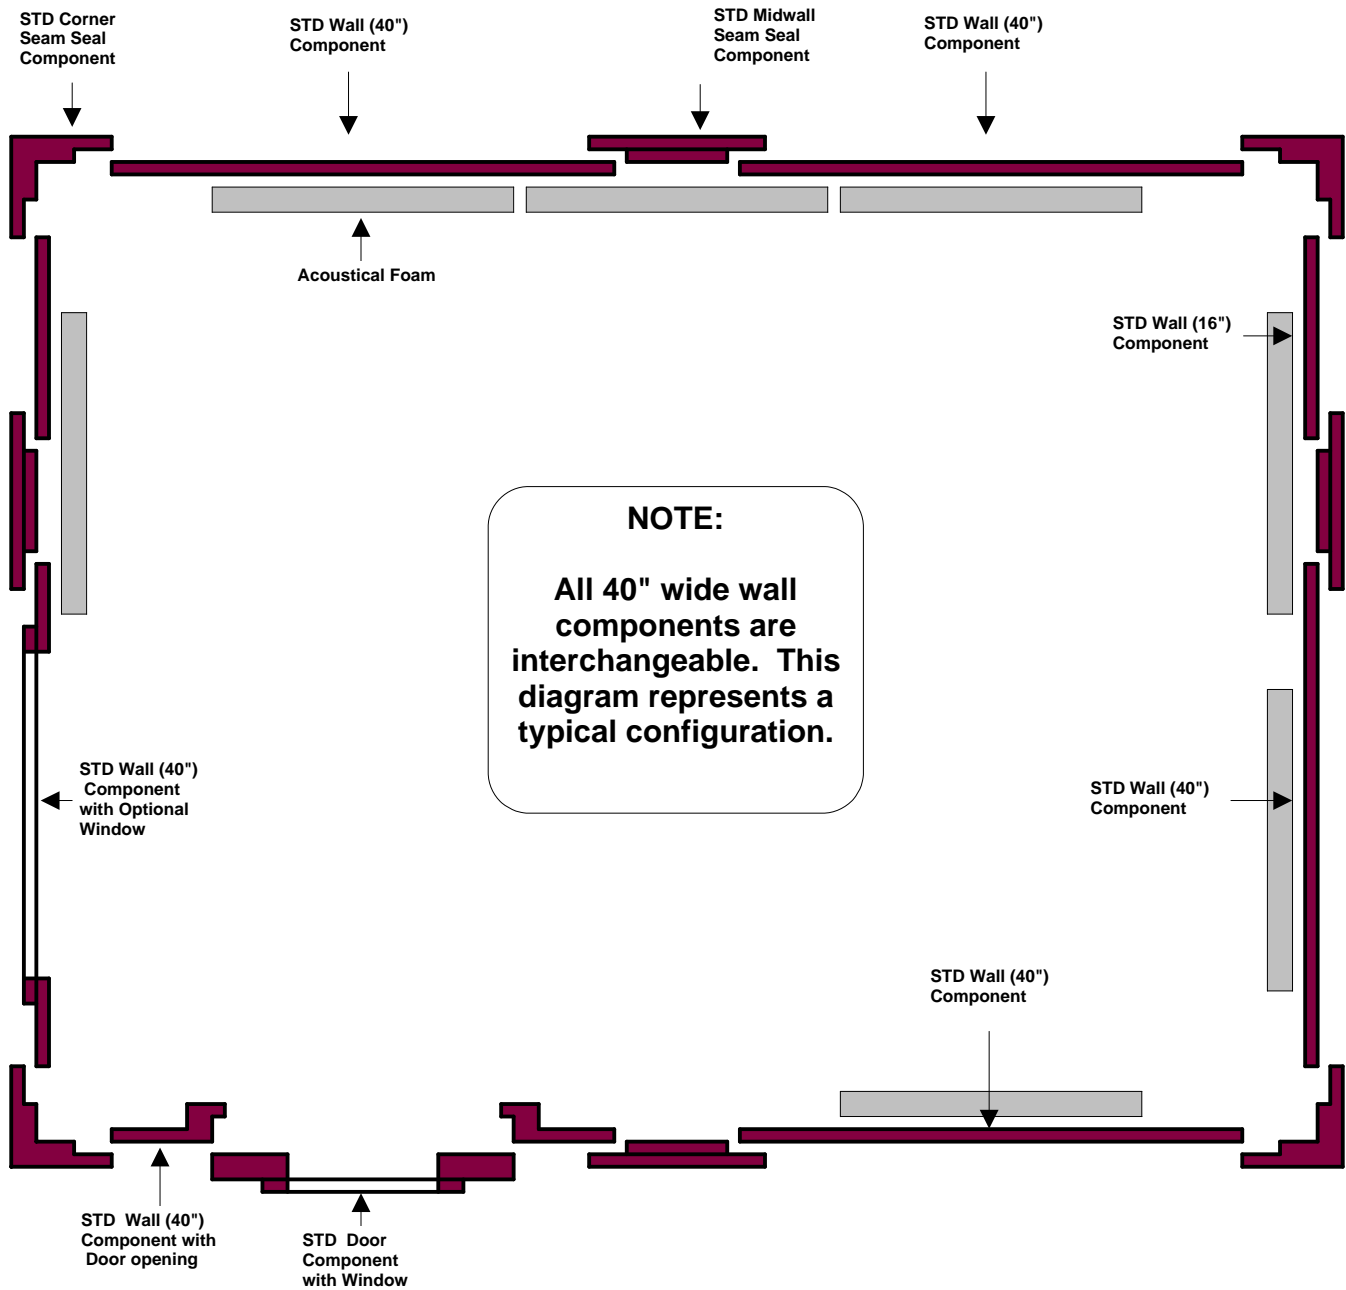 STD Corner
Seam Seal
Component
STD Wall (40")
Component
STD Midwall
Seam Seal
Component
STD Wall (40")
Component
Acoustical Foam
STD Wall (16")
Component
NOTE:
All 40" wide wall
components are
interchangeable.  This
diagram represents a
typical configuration.
STD Wall (40")
Component
with Optional
Window
STD Wall (40")
Component
STD Wall (40")
Component
STD  Wall (40")
Component with
Door opening
STD  Door
Component
with Window